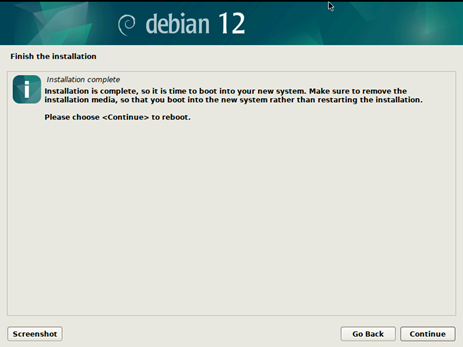 debian 12
Finish the installation
Installation complete
Installation is complete, so it is time to boot into your new system. Make sure to remove the
installation media, so that you boot into the new system rather than restarting the installation.
Please choose <Continue> to reboot.
Screenshot
Go Back
Continue